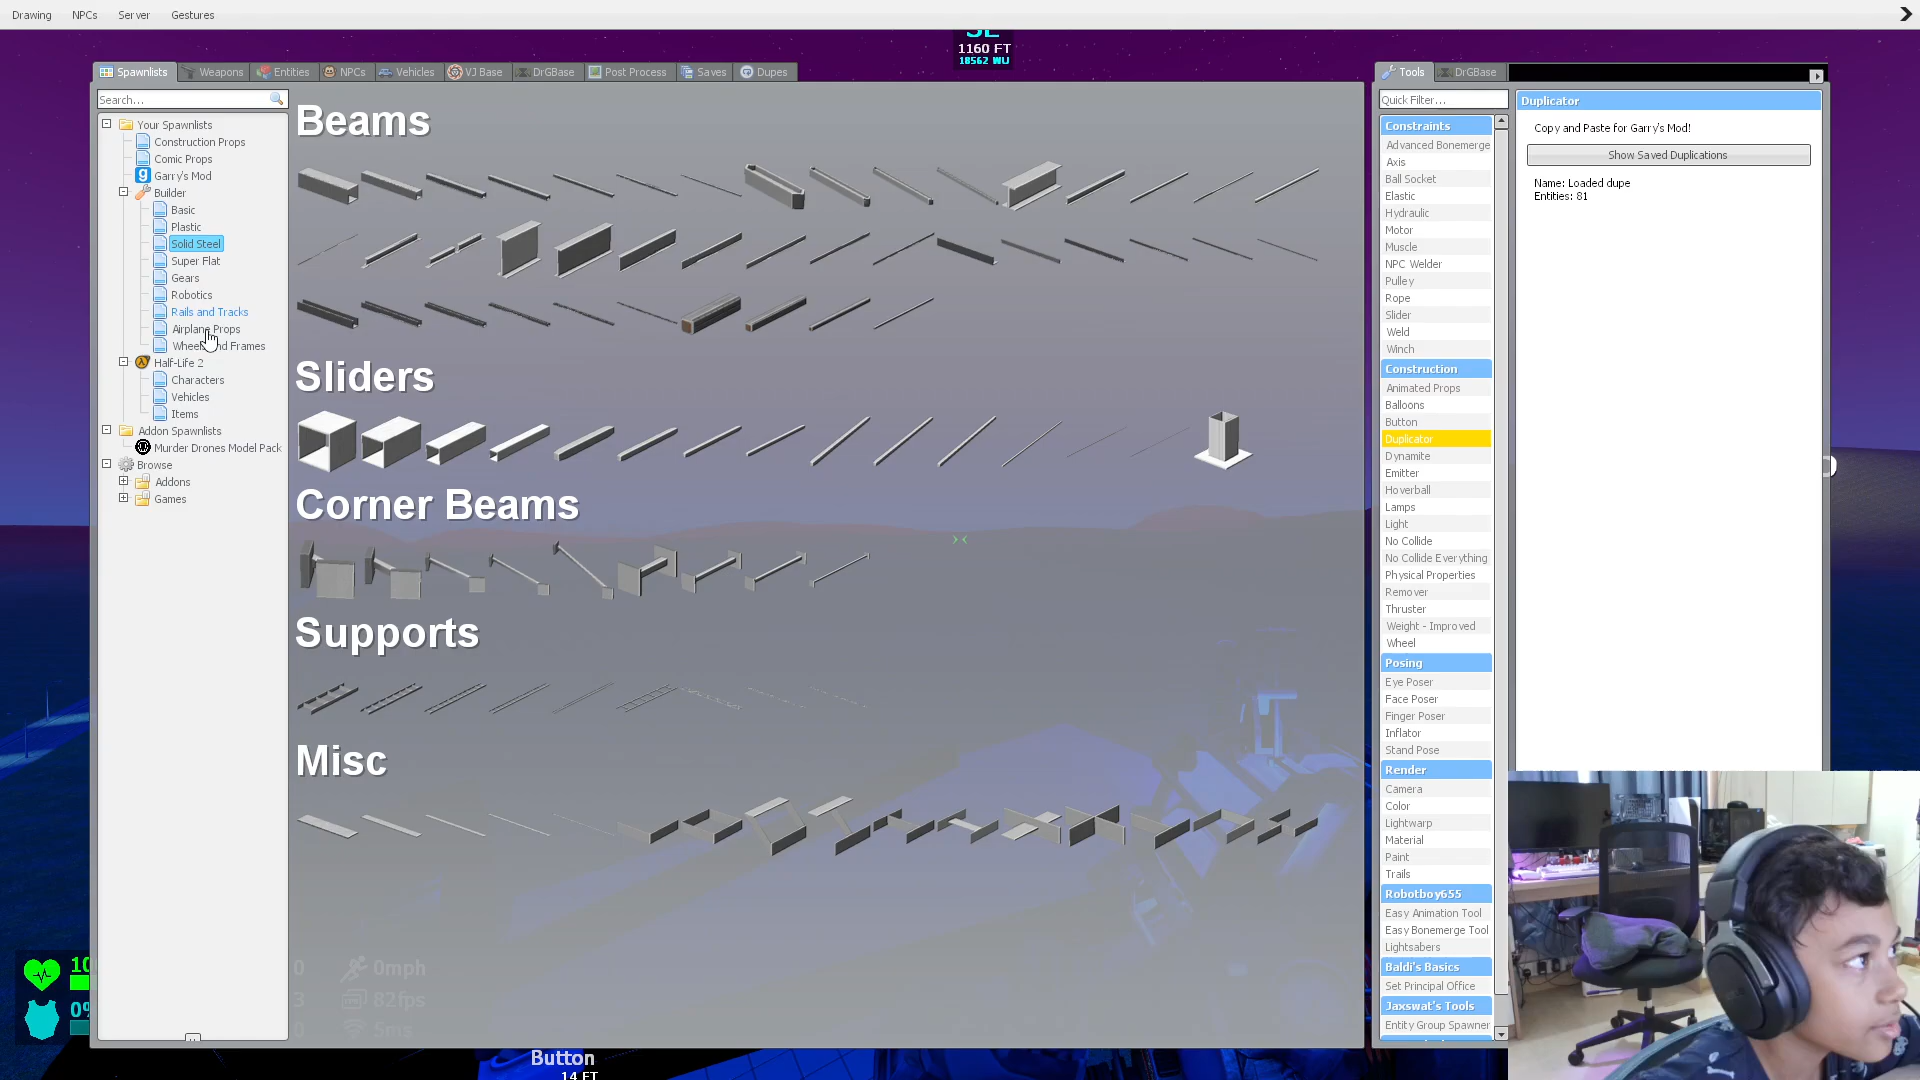 Drawing NPCs Server Gestures
1160 FT
18562 WU
Spawnlists Weapons Entities NPCs Vehicles VJ Base DrGBase Post Process Saves Dupes
Search...
Your Spawnlists
Construction Props
Comic Props
Garry's Mod
Builder
Basic
Plastic
Solid Steel
Super Flat
Gears
Robotics
Rails and Tracks
Airplane Props
Half-Life 2
Characters
Vehicles
Items
Addon Spawnlists
Murder Drones Model Pack
Browse
Addons
Games
Beams
Sliders
Corner Beams
Supports
Misc
0mph
82fps
5ms
Button
14 FT
Tools DrGBase
Quick Filter...
Constraints
Advanced Bonemerge
Axis
Ball Socket
Elastic
Hydraulic
Motor
Muscle
NPC Welder
Pulley
Rope
Slider
Weld
Winch
Construction
Animated Props
Balloons
Button
Duplicator
Dynamite
Emitter
Hoverball
Lamps
Light
No Collide
No Collide Everything
Physical Properties
Remover
Thruster
Weight - Improved
Wheel
Posing
Eye Poser
Face Poser
Finger Poser
Inflator
Stand Pose
Render
Camera
Color
Lightwarp
Material
Paint
Trails
Robotboy655
Easy Animation Tool
Easy Bonemerge Tool
Lightsabers
Baldi's Basics
Set Principal Office
Jaxswat's Tools
Entity Group Spawner
Duplicator
Copy and Paste for Garry's Mod!
Show Saved Duplications
Name: Loaded dupe
Entities: 81